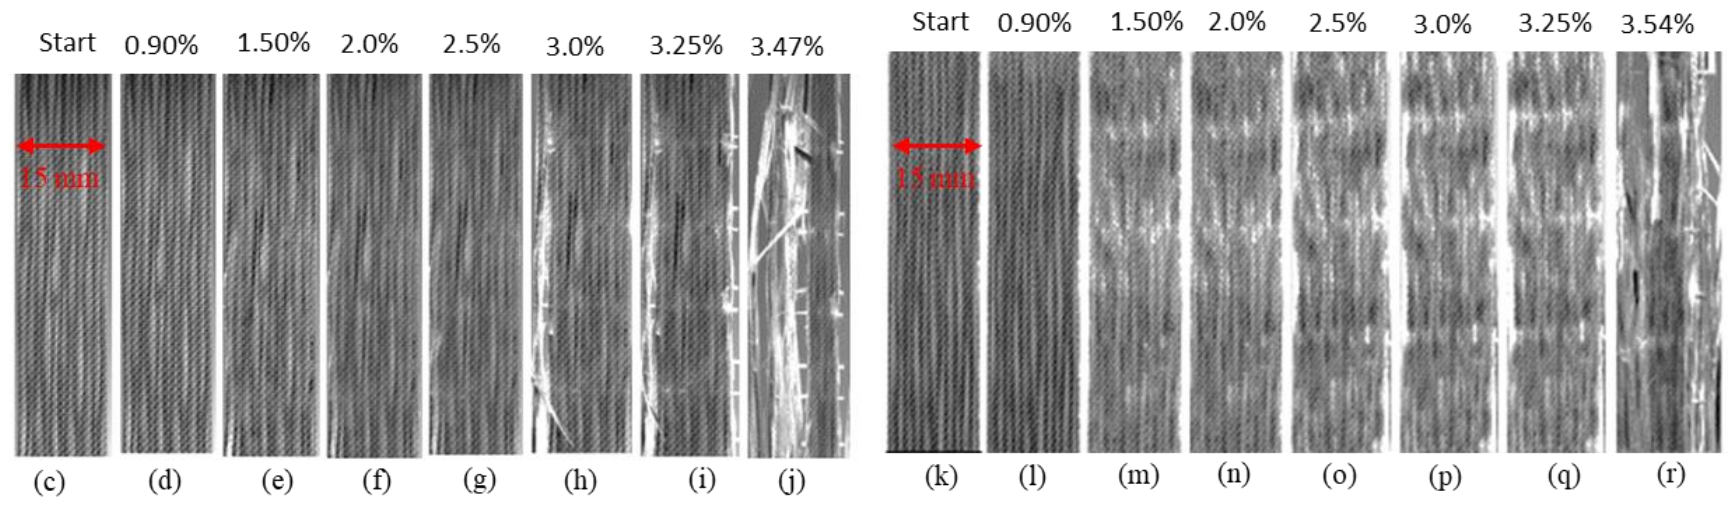 Start 0.90% 1.50% 2.0% 2.5% 3.0% 3.25% 3.47%
15 mm
(c) (d) (e) (f) (g) (h) (i) (j)
Start 0.90% 1.50% 2.0% 2.5% 3.0% 3.25% 3.54%
15 mm
(k) (l) (m) (n) (o) (p) (q) (r)